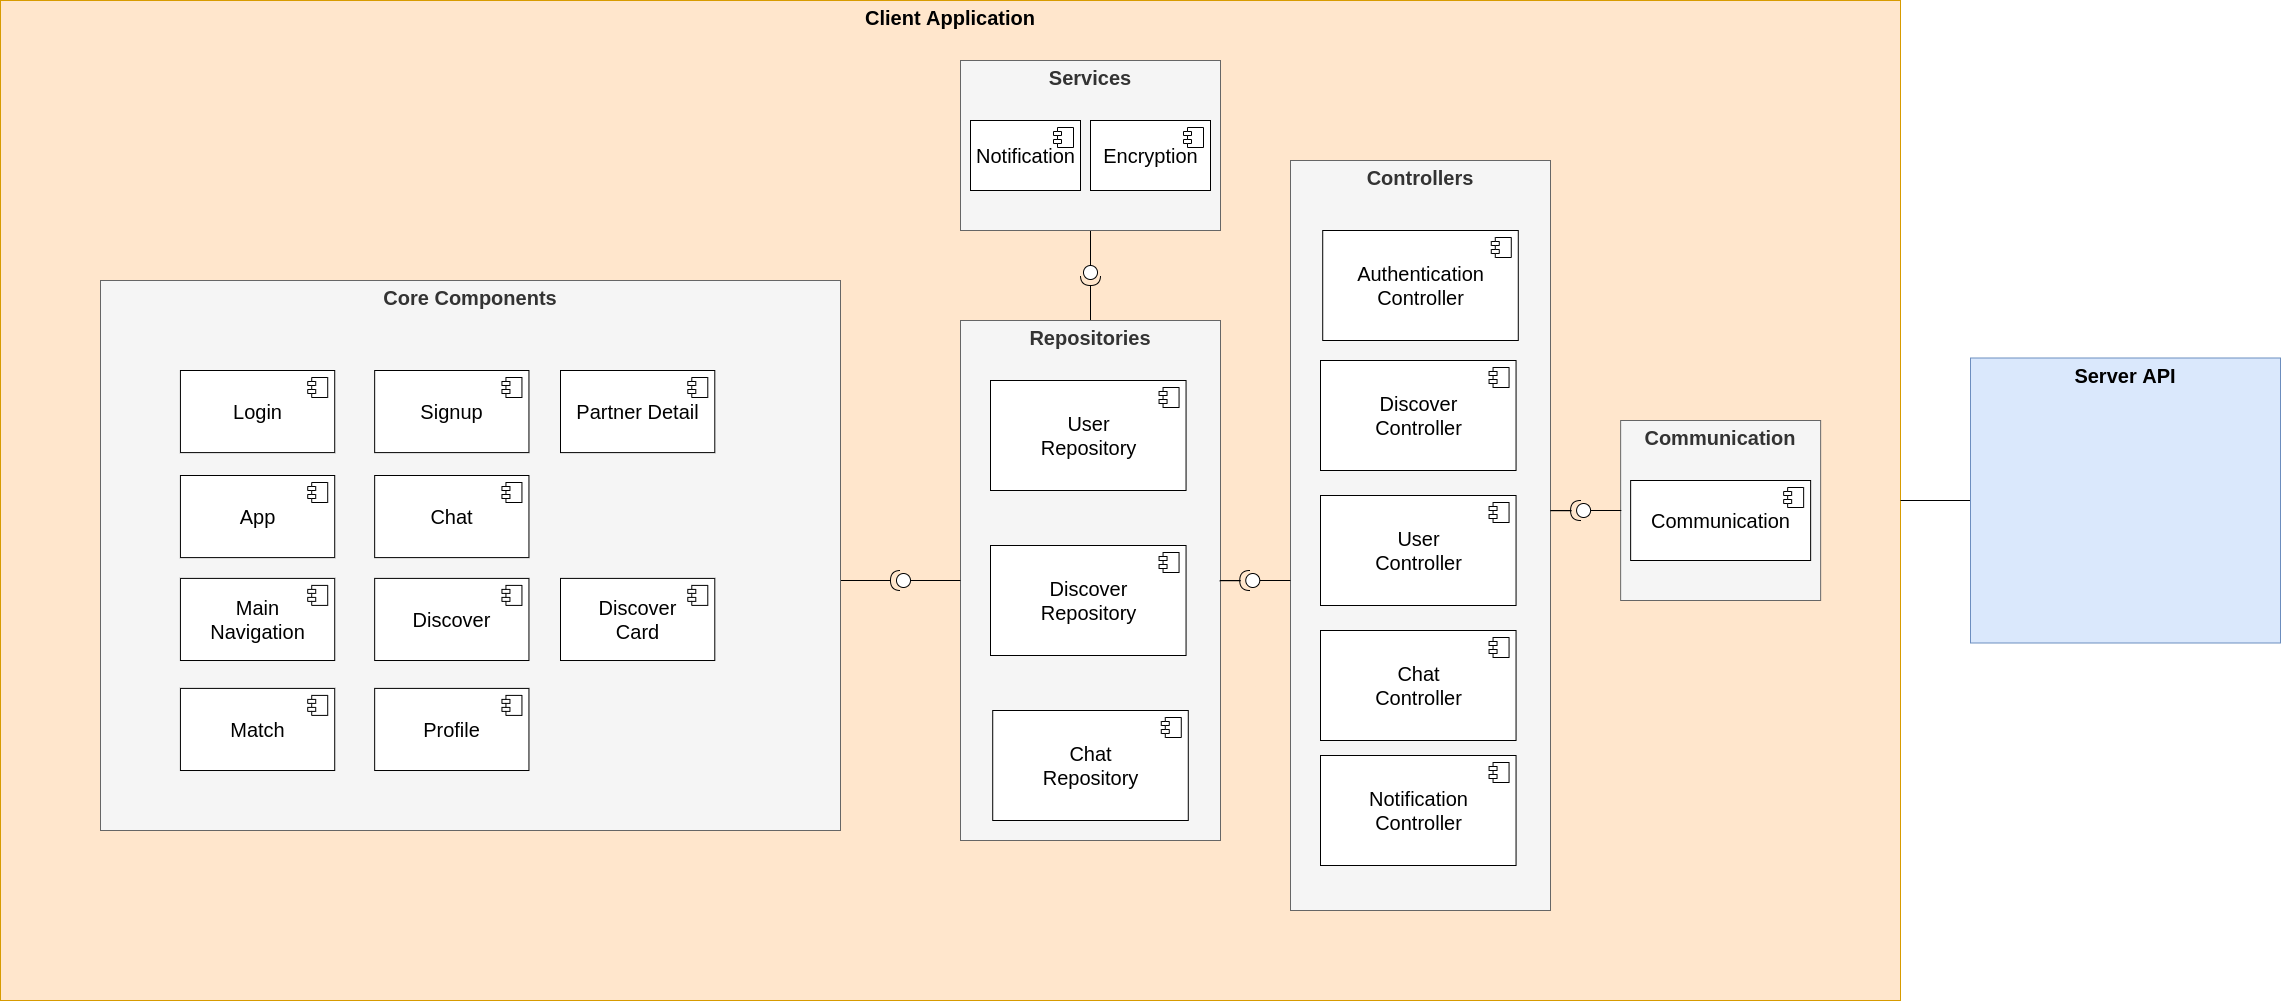 Client Application
Services
Notification
Encryption
Controllers
Authentication
Controller
Discover
Controller
User
Controller
Chat
Controller
Notification
Controller
Core Components
Login
Signup
Partner Detail
App
Chat
Main
Navigation
Discover
Discover
Card
Match
Profile
Repositories
User
Repository
Discover
Repository
Chat
Repository
Communication
Communication
Server API